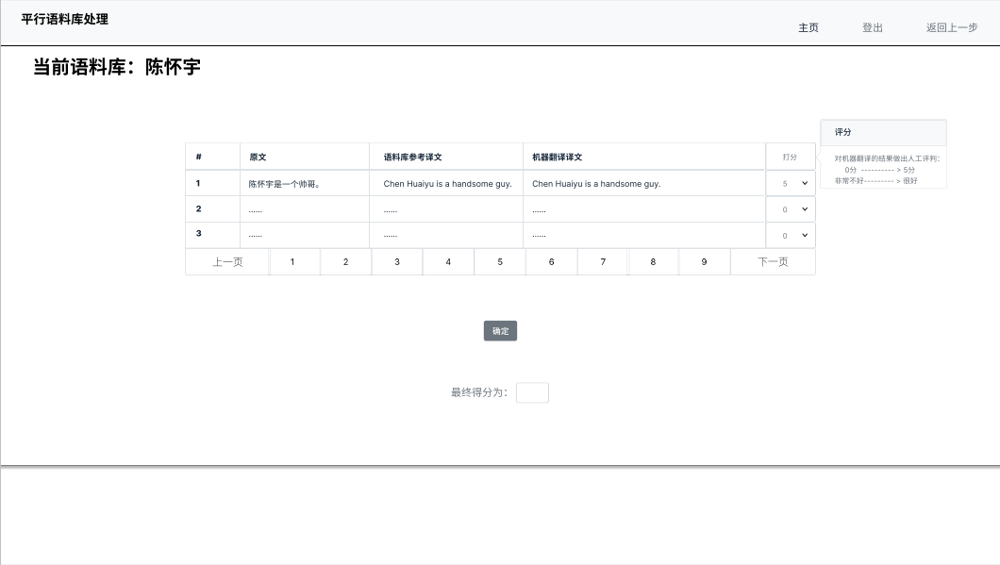 平行语料库处理
主页 登出 返回上一步
当前语料库：陈怀宇
评分
对机器翻译的结果做出人工评判：
0分 ---------- > 5分
非常不好--------- > 很好
# 原文 语料库参考译文 机器翻译译文 打分
1 陈怀宇是一个帅哥。 Chen Huaiyu is a handsome guy. Chen Huaiyu is a handsome guy. 5
2 ...... ...... ...... 0
3 ...... ...... ...... 0
上一页 1 2 3 4 5 6 7 8 9 下一页
确定
最终得分为：